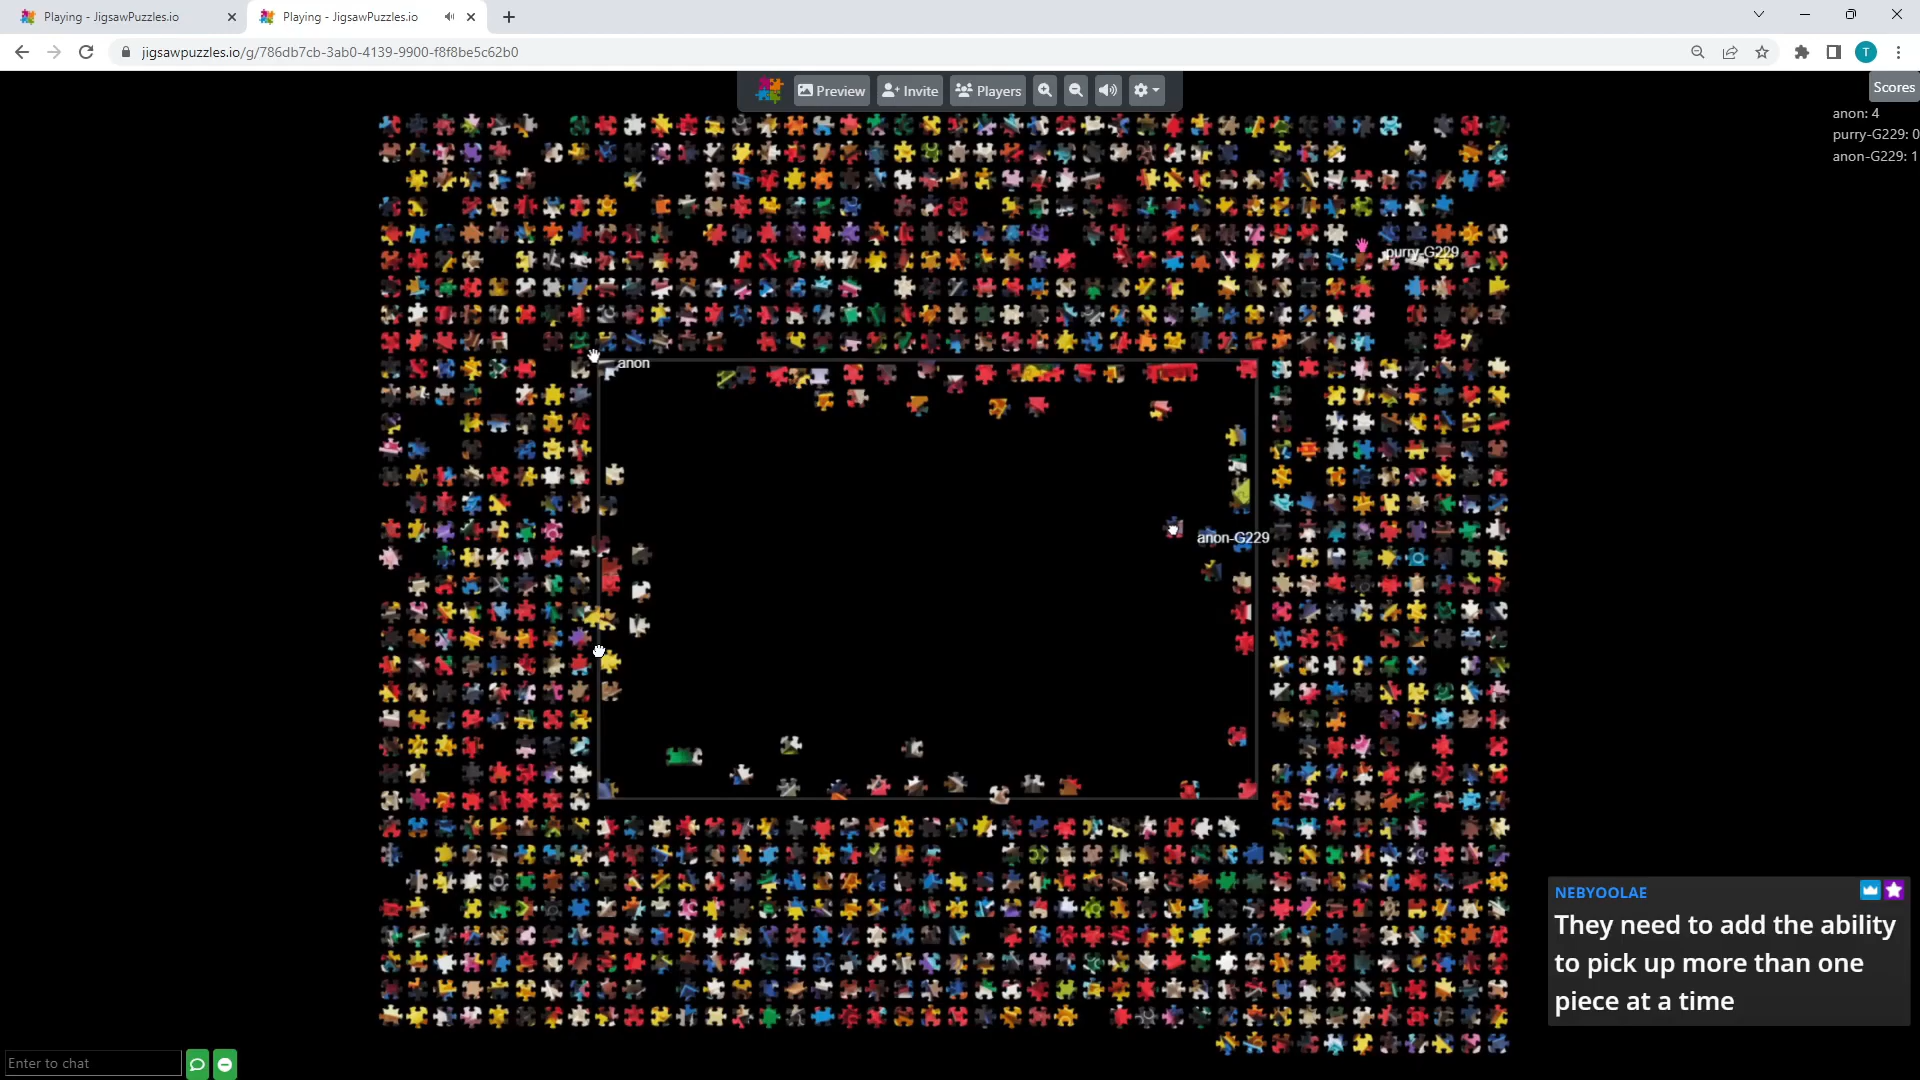 Playing - JigsawPuzzles.io
Playing - JigsawPuzzles.io
jigsawpuzzles.io/g/786db7cb-3ab0-4139-9900-f8f8be5c62b0
T
Preview
Invite
Players
Scores
anon: 4
purry-G229: 0
anon-G229: 1
purry-G229
anon
anon-G229
NEBYOOLAE
They need to add the ability
to pick up more than one
piece at a time
Enter to chat